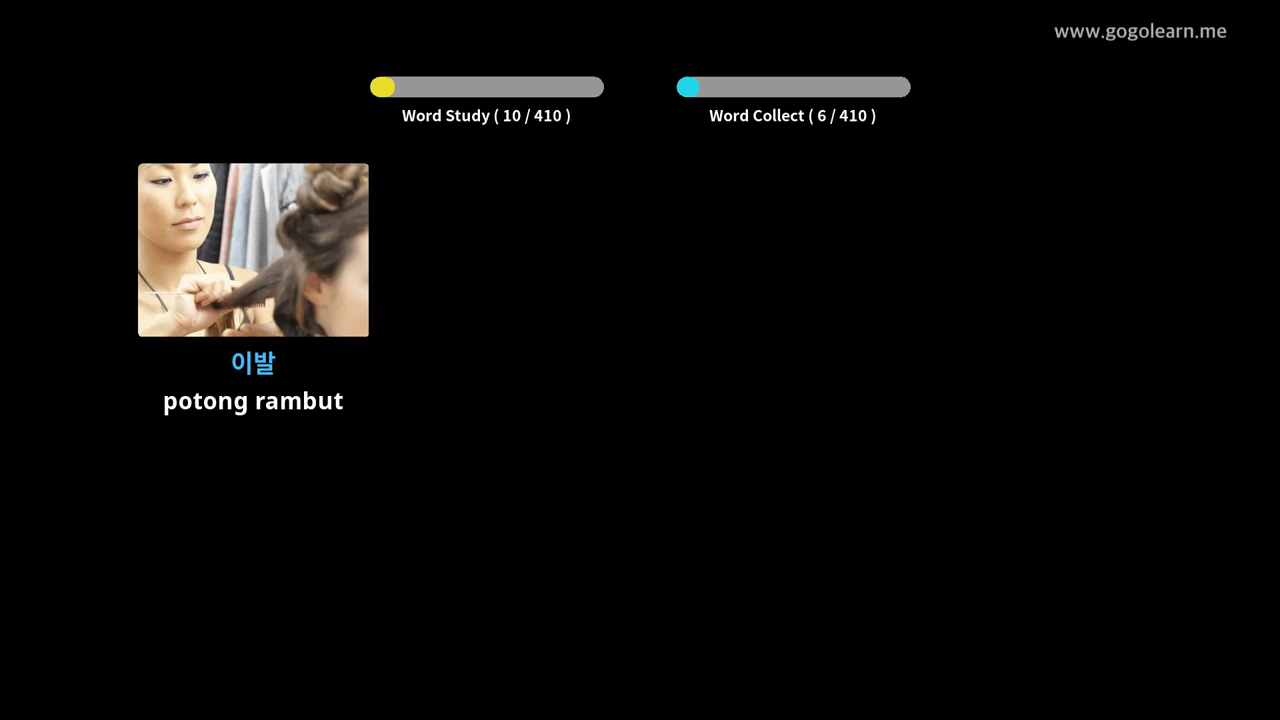 www.gogolearn.me
Word Study ( 10 / 410 )
Word Collect ( 6 / 410 )
이발
potong rambut